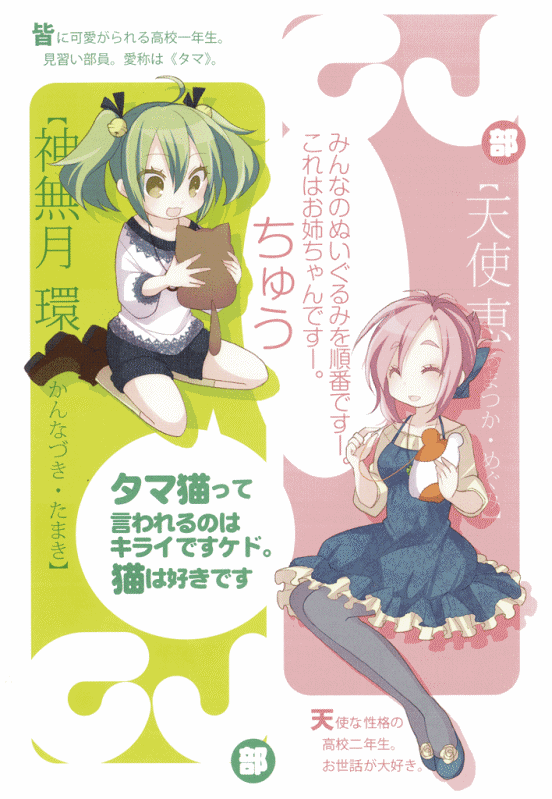 皆に可愛がられる高校一年生。
見習い部員。愛称は《タマ》。
【神無月 環
かんなづき・たまき】
タマ猫って
言われるのは
キライですケド。
猫は好きです
部
GJ
部
GJ
【天使 恵
みんなのぬいぐるみを順番ですー。
これはお姉ちゃんですー。
ちゅう
天使な性格の
高校二年生。
お世話が大好き。